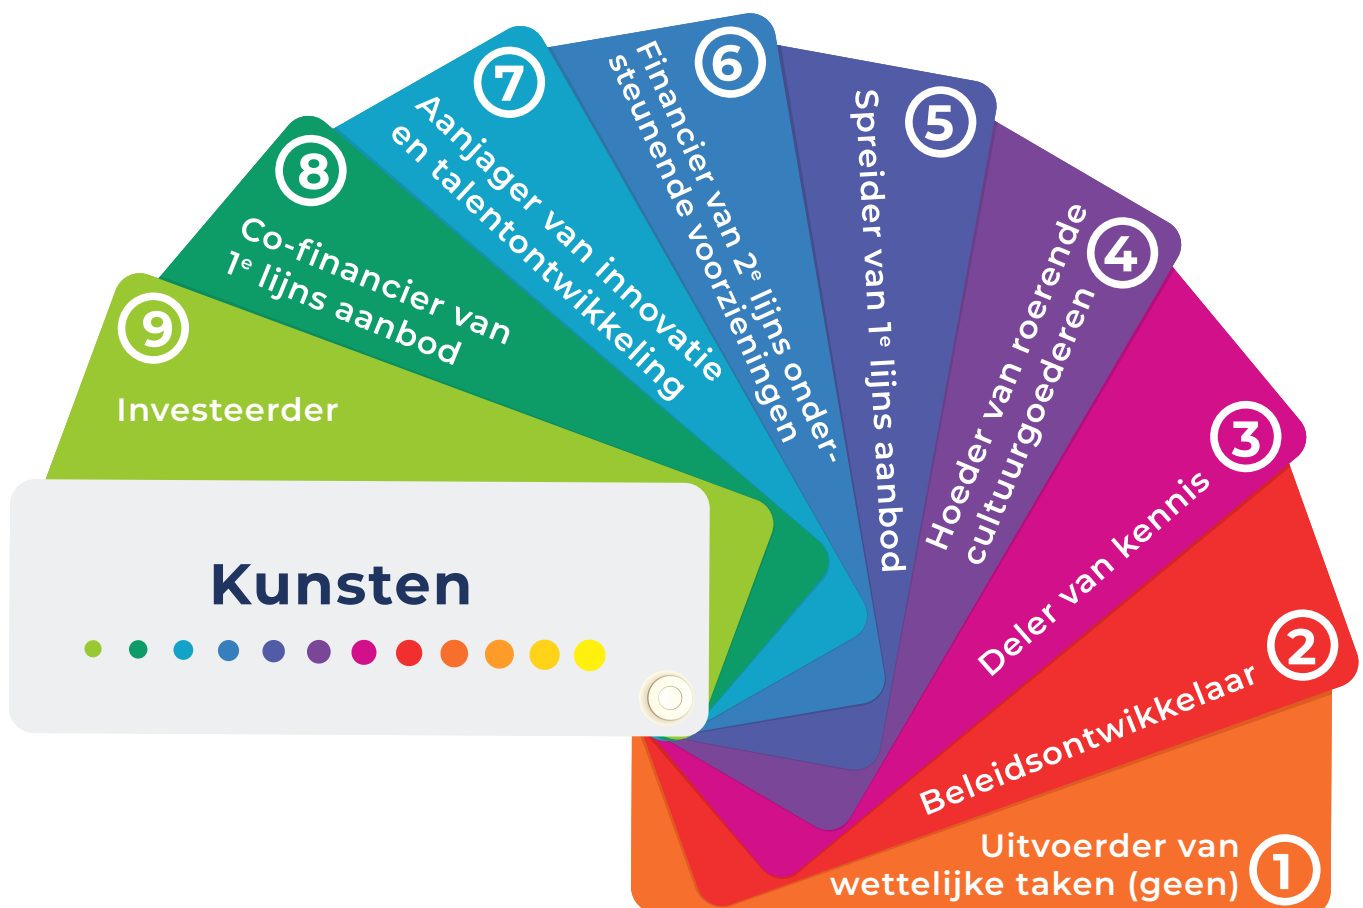 6
Financier van 2e lijns onder-
steunende voorzieningen
7
Aanjager van innovatie
en talentontwikkeling
5
Spreider van 1e lijns aanbod
8
Co-financier van
1e lijns aanbod
4
Hoeder van roerende
cultuurgoederen
9
Investeerder
3
Deler van kennis
Kunsten
2
Beleidsontwikkelaar
1
Uitvoerder van
wettelijke taken (geen)